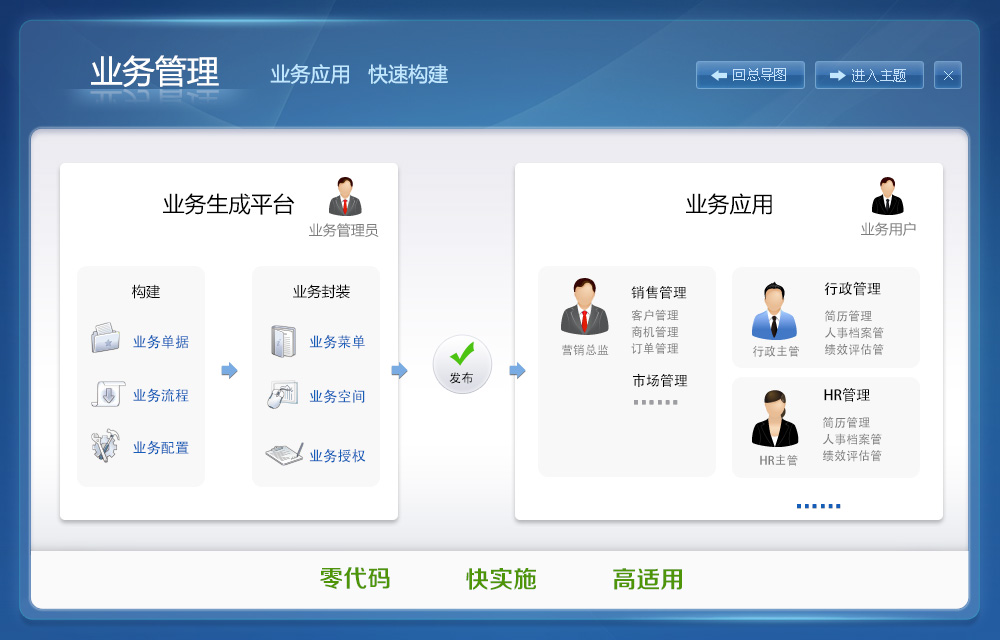 业务管理
业务应用 快速构建
回总导图
进入主题
业务生成平台
业务管理员
构建
业务单据
业务流程
业务配置
业务封装
业务菜单
业务空间
业务授权
发布
业务应用
业务用户
营销总监
销售管理
客户管理
商机管理
订单管理
市场管理
行政主管
行政管理
简历管理
人事档案管
绩效评估管
HR主管
HR管理
简历管理
人事档案管
绩效评估管
零代码
快实施
高适用